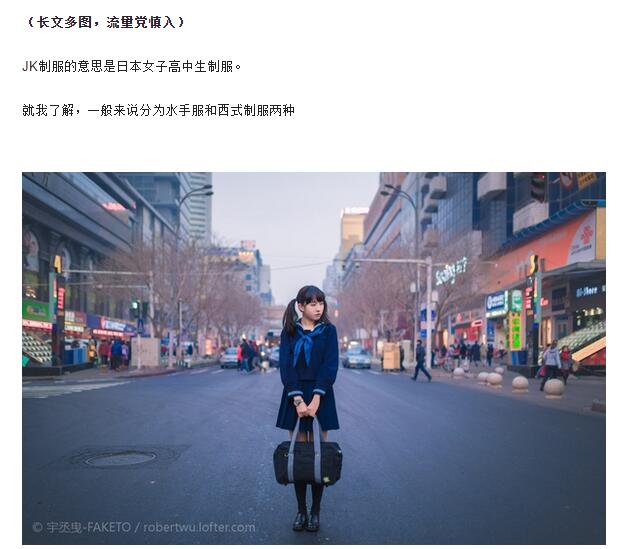 （长文多图，流量党慎入）
JK制服的意思是日本女子高中生制服。
就我了解，一般来说分为水手服和西式制服两种
© 宇丞曳-FAKETO / robertwu.lofter.com